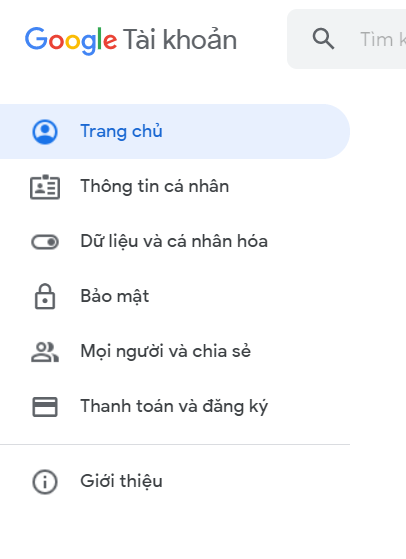 Google Tài khoản
Tìm k
Trang chủ
Thông tin cá nhân
Dữ liệu và cá nhân hóa
Bảo mật
Mọi người và chia sẻ
Thanh toán và đăng ký
Giới thiệu